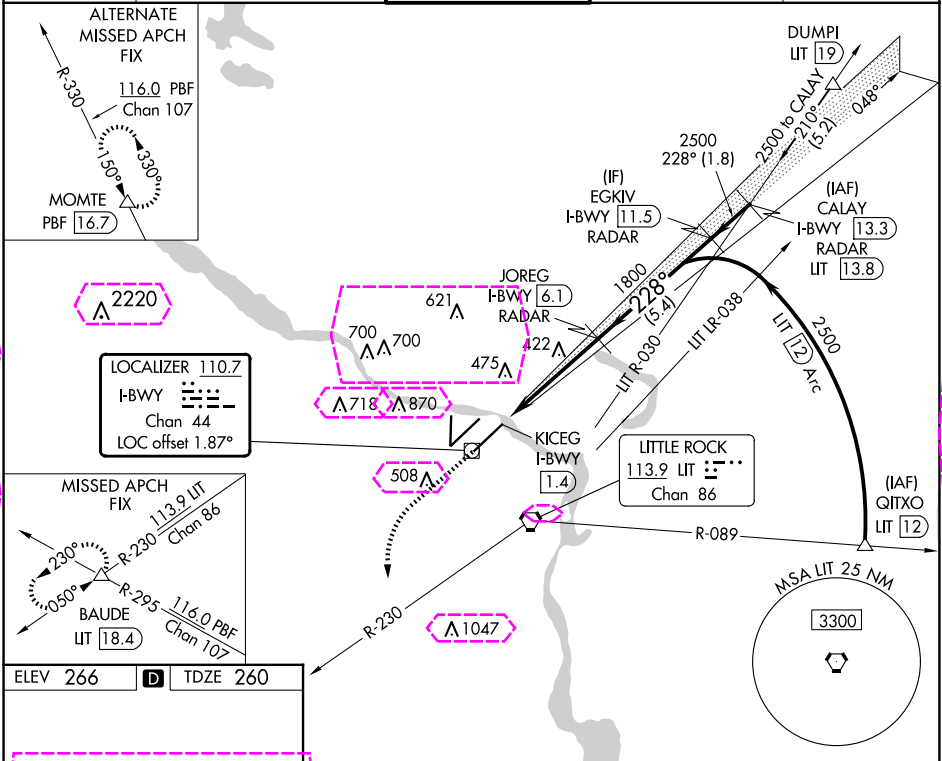 ALTERNATE
MISSED APCH
FIX
R-330
116.0 PBF
Chan 107
330°
150°
MOMTE
PBF 16.7
DUMPI
LIT 19
2500 to CALAY
210°
(5.2)
048°
2500
228° (1.8)
(IF)
EGKIV
I-BWY 11.5
RADAR
(IAF)
CALAY
I-BWY 13.3
RADAR
LIT 13.8
JOREG
I-BWY 6.1
RADAR
1800
228°
(5.4)
LIT R-030
LIT LR-038
2500
LIT 12 Arc
2220
621
700
700
475
422
718
870
LOCALIZER 110.7
I-BWY
Chan 44
LOC offset 1.87°
KICEG
I-BWY
1.4
508
LITTLE ROCK
113.9 LIT
Chan 86
(IAF)
QITXO
LIT 12
R-089
R-230
1047
MISSED APCH
FIX
113.9 LIT
R-230
Chan 86
230°
050°
R-295
116.0 PBF
Chan 107
BAUDE
LIT 18.4
MSA LIT 25 NM
3300
ELEV 266
D
TDZE 260